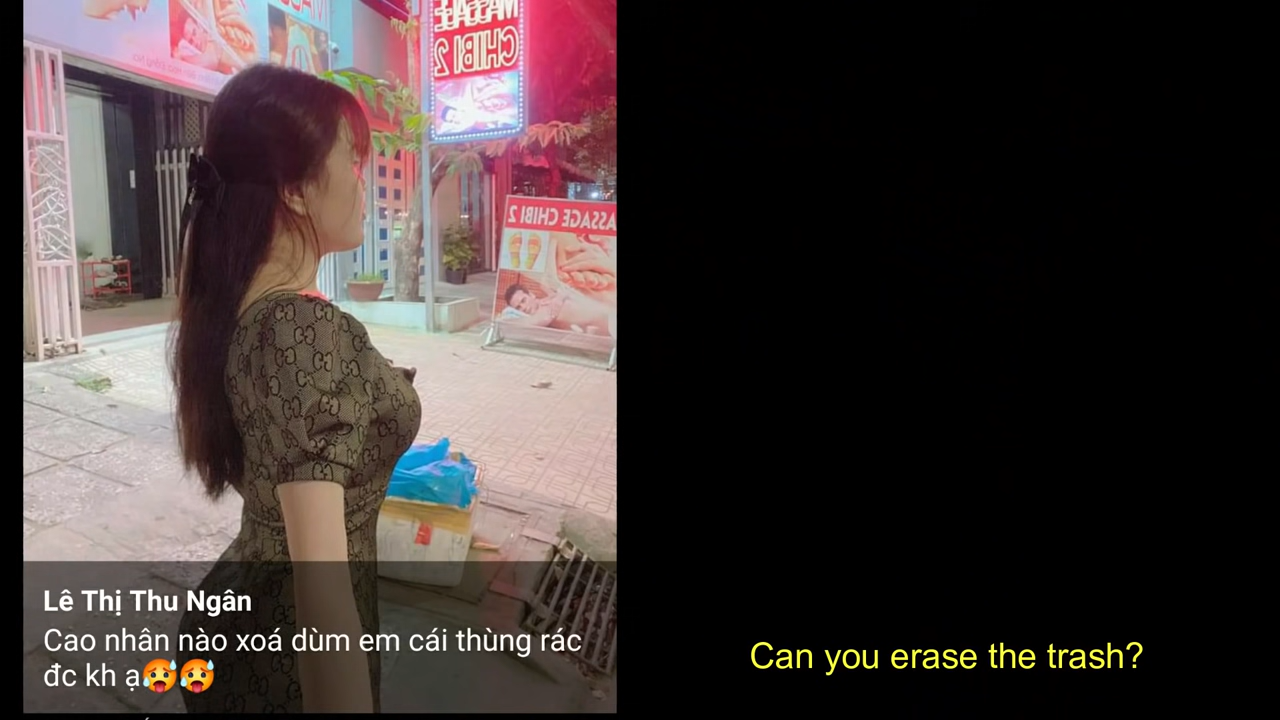 MASSAGE
CHIBI 2
MASSAGE CHIBI 2
Lê Thị Thu Ngân
Cao nhân nào xoá dùm em cái thùng rác
đc kh ạ🥵🥵
Can you erase the trash?